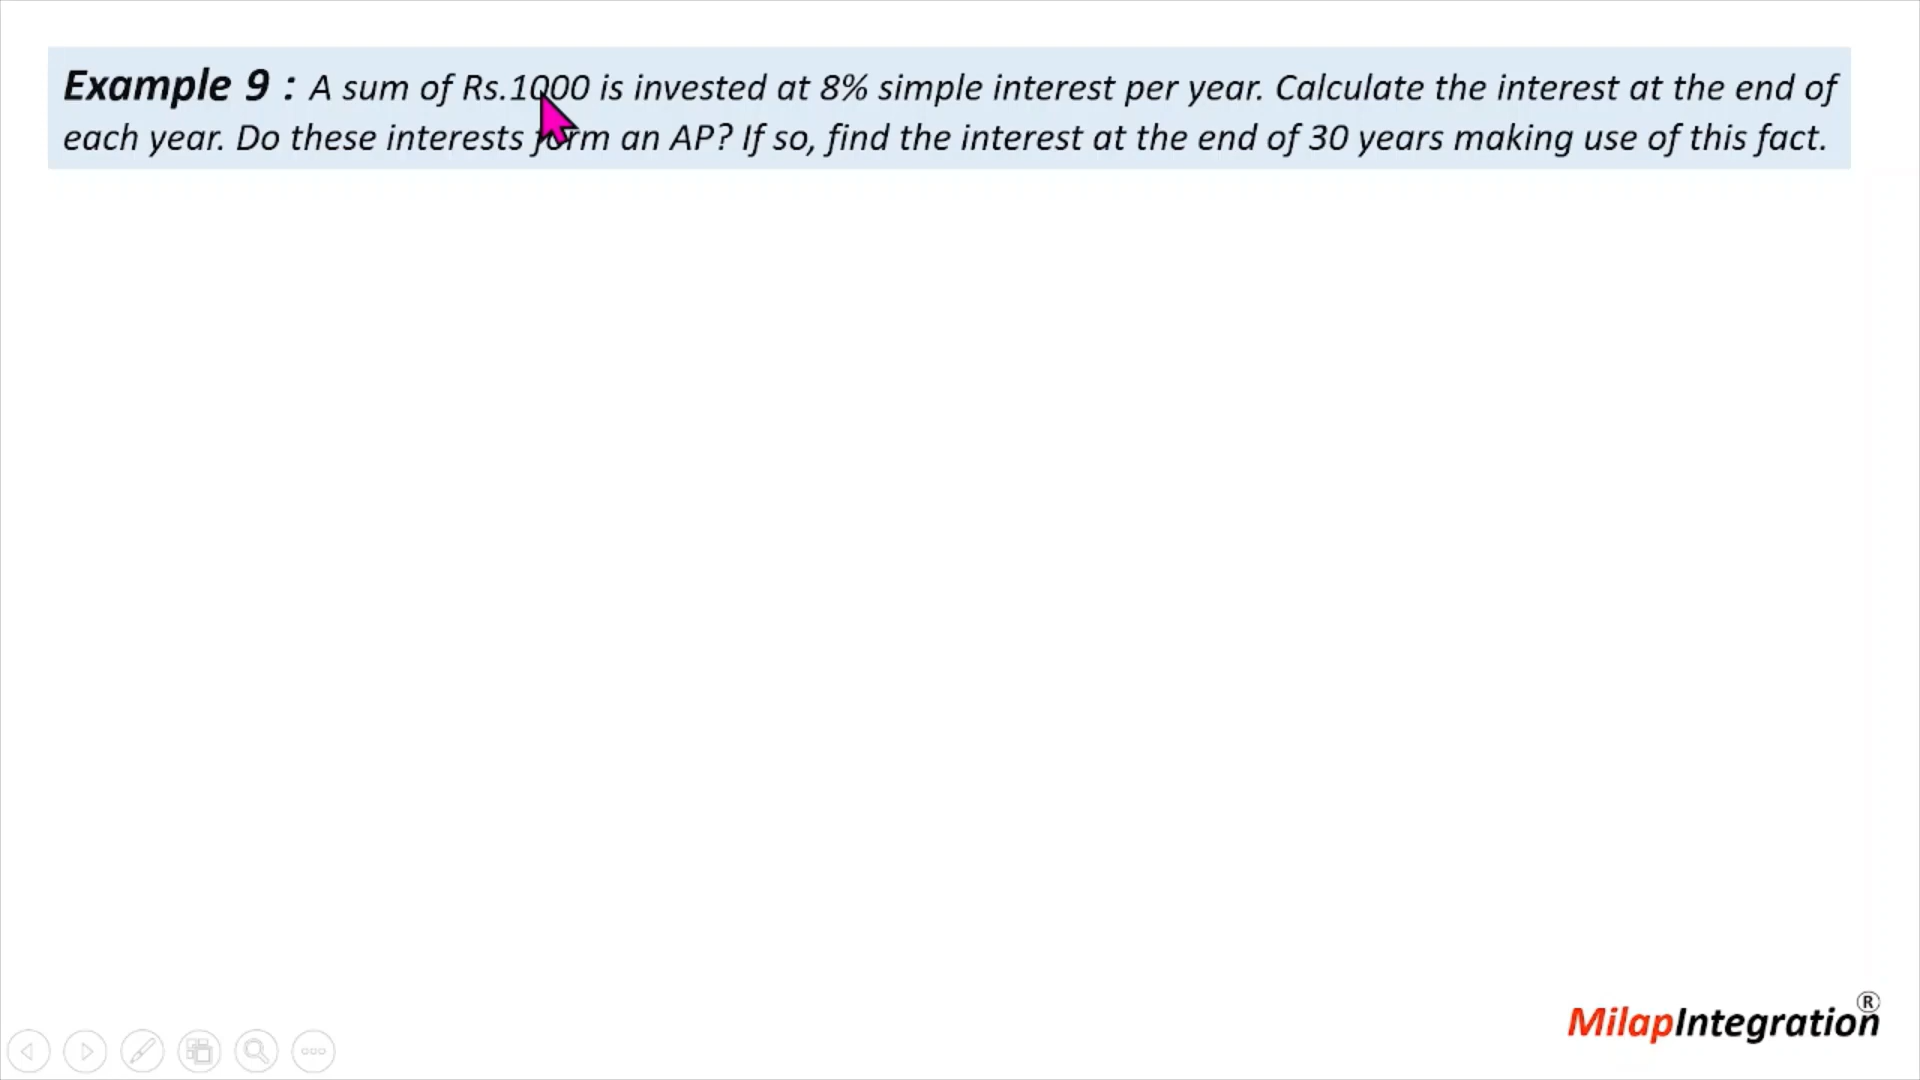 Example 9 : A sum of Rs.1000 is invested at 8% simple interest per year. Calculate the interest at the end of
each year. Do these interests form an AP? If so, find the interest at the end of 30 years making use of this fact.
MilapIntegration®